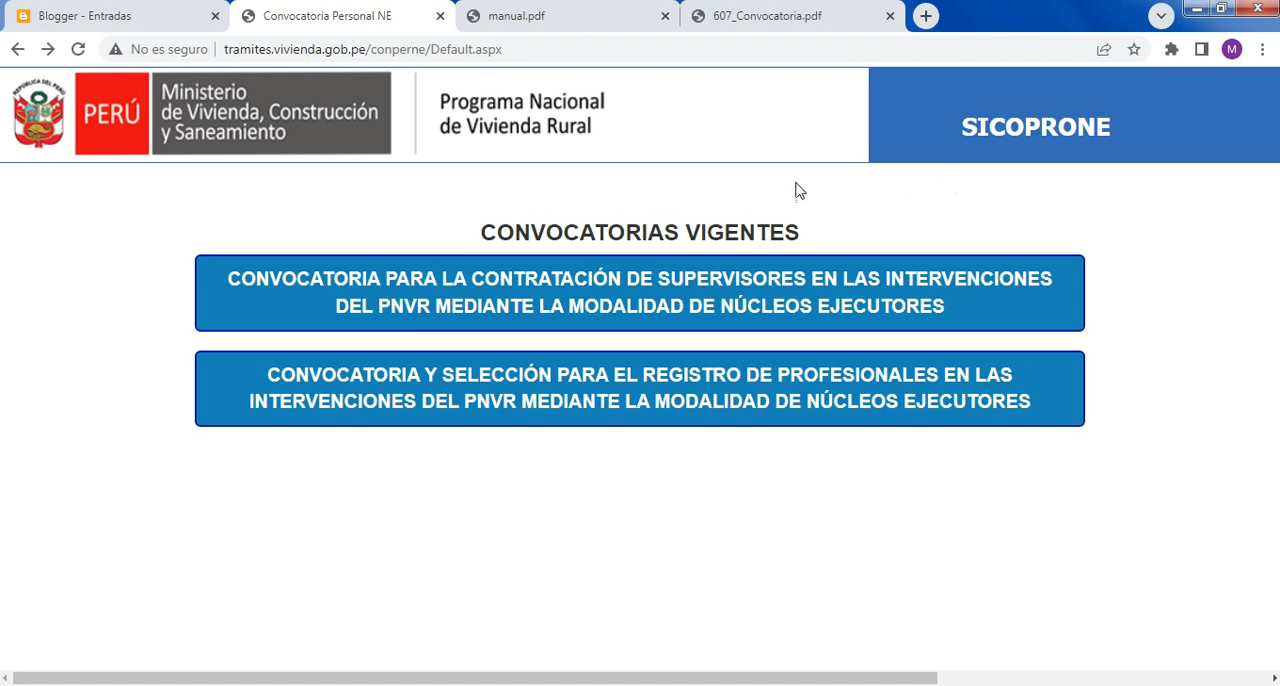 Blogger - Entradas
Convocatoria Personal NE
manual.pdf
607_Convocatoria.pdf
No es seguro
tramites.vivienda.gob.pe/conperne/Default.aspx
M
PERÚ
Ministerio
de Vivienda, Construcción
y Saneamiento
Programa Nacional
de Vivienda Rural
SICOPRONE
CONVOCATORIAS VIGENTES
CONVOCATORIA PARA LA CONTRATACIÓN DE SUPERVISORES EN LAS INTERVENCIONES
DEL PNVR MEDIANTE LA MODALIDAD DE NÚCLEOS EJECUTORES
CONVOCATORIA Y SELECCIÓN PARA EL REGISTRO DE PROFESIONALES EN LAS
INTERVENCIONES DEL PNVR MEDIANTE LA MODALIDAD DE NÚCLEOS EJECUTORES